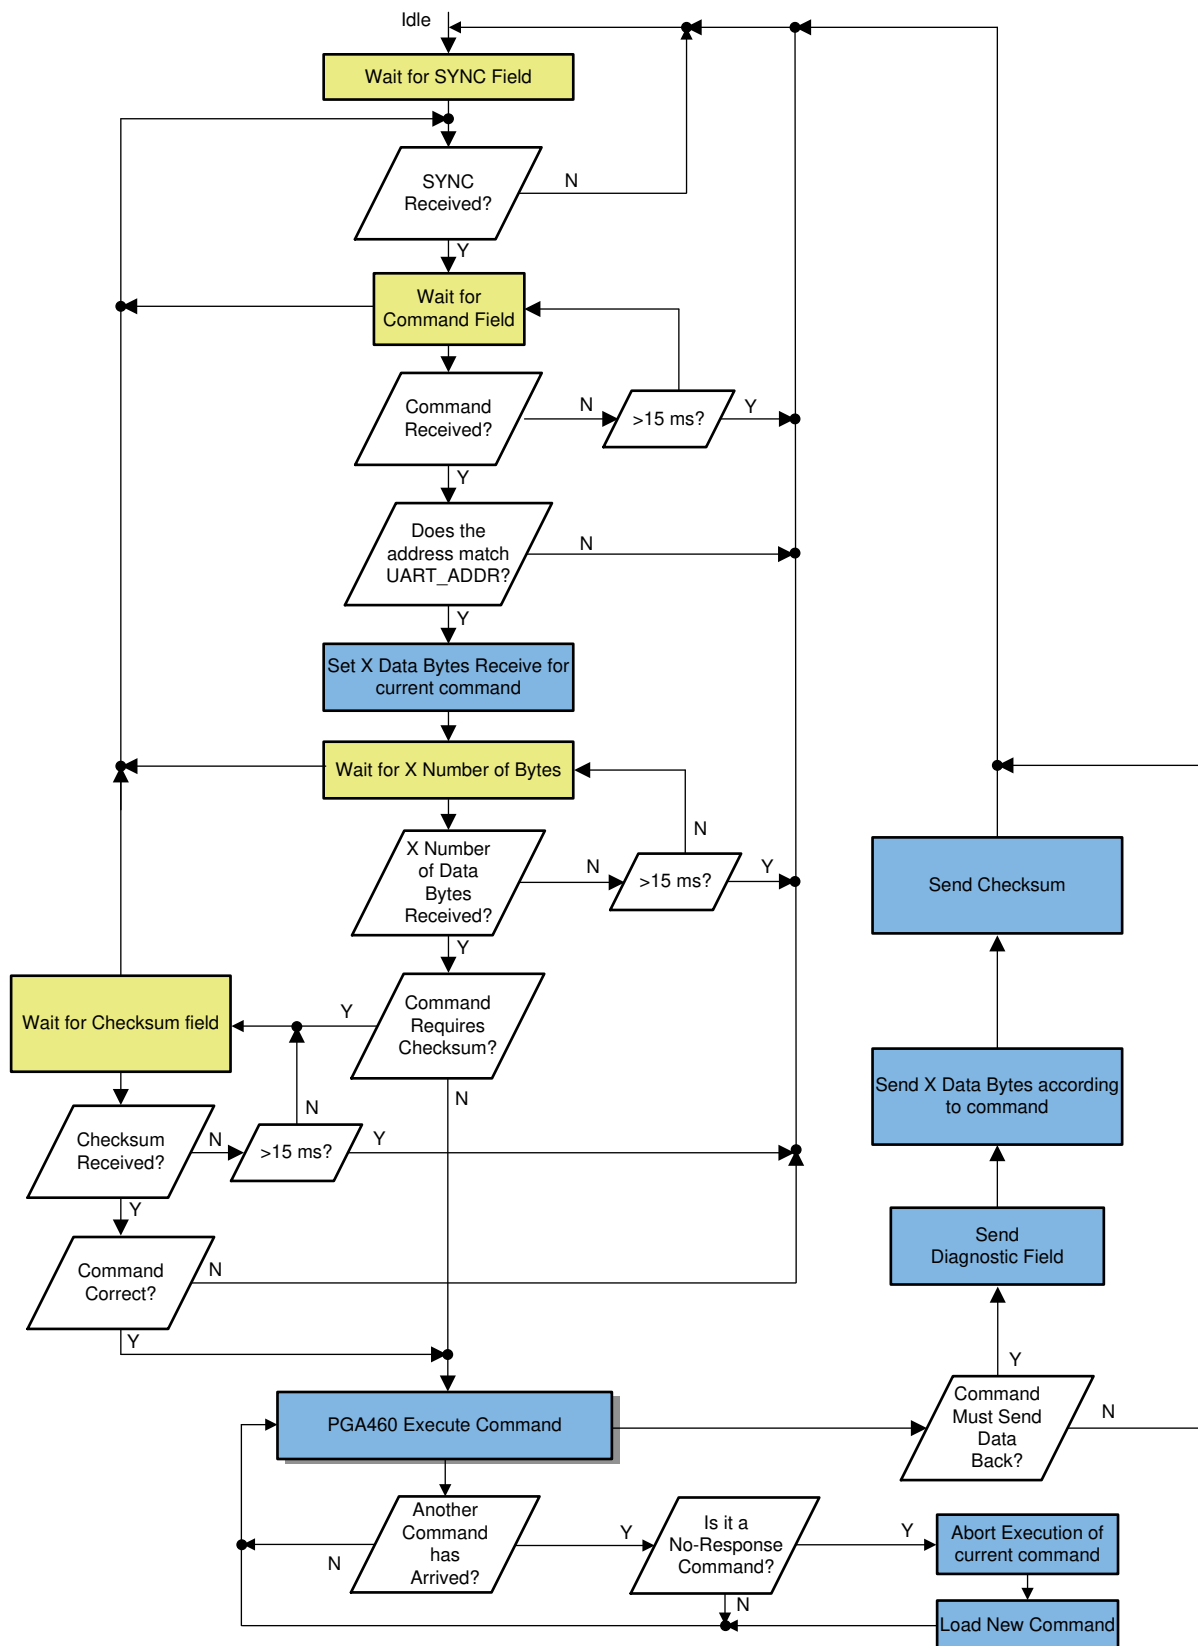 Idle
Wait for SYNC Field
SYNC
Received?
N
Y
Wait for
Command Field
Command
Received?
N
>15 ms?
Y
Y
Does the
address match
UART_ADDR?
N
Y
Set X Data Bytes Receive for
current command
Wait for X Number of Bytes
N
X Number
of Data
Bytes
Received?
N
>15 ms?
Y
Y
Send Checksum
Wait for Checksum field
Y
Command
Requires
Checksum?
N
N
Send X Data Bytes according
to command
Checksum
Received?
N
>15 ms?
Y
Y
Send
Diagnostic Field
Command
Correct?
N
Y
Y
PGA460 Execute Command
Command
Must Send
Data
Back?
N
Another
Command
has
Arrived?
N
Y
Is it a
No-Response
Command?
Y
N
Abort Execution of
current command
Load New Command